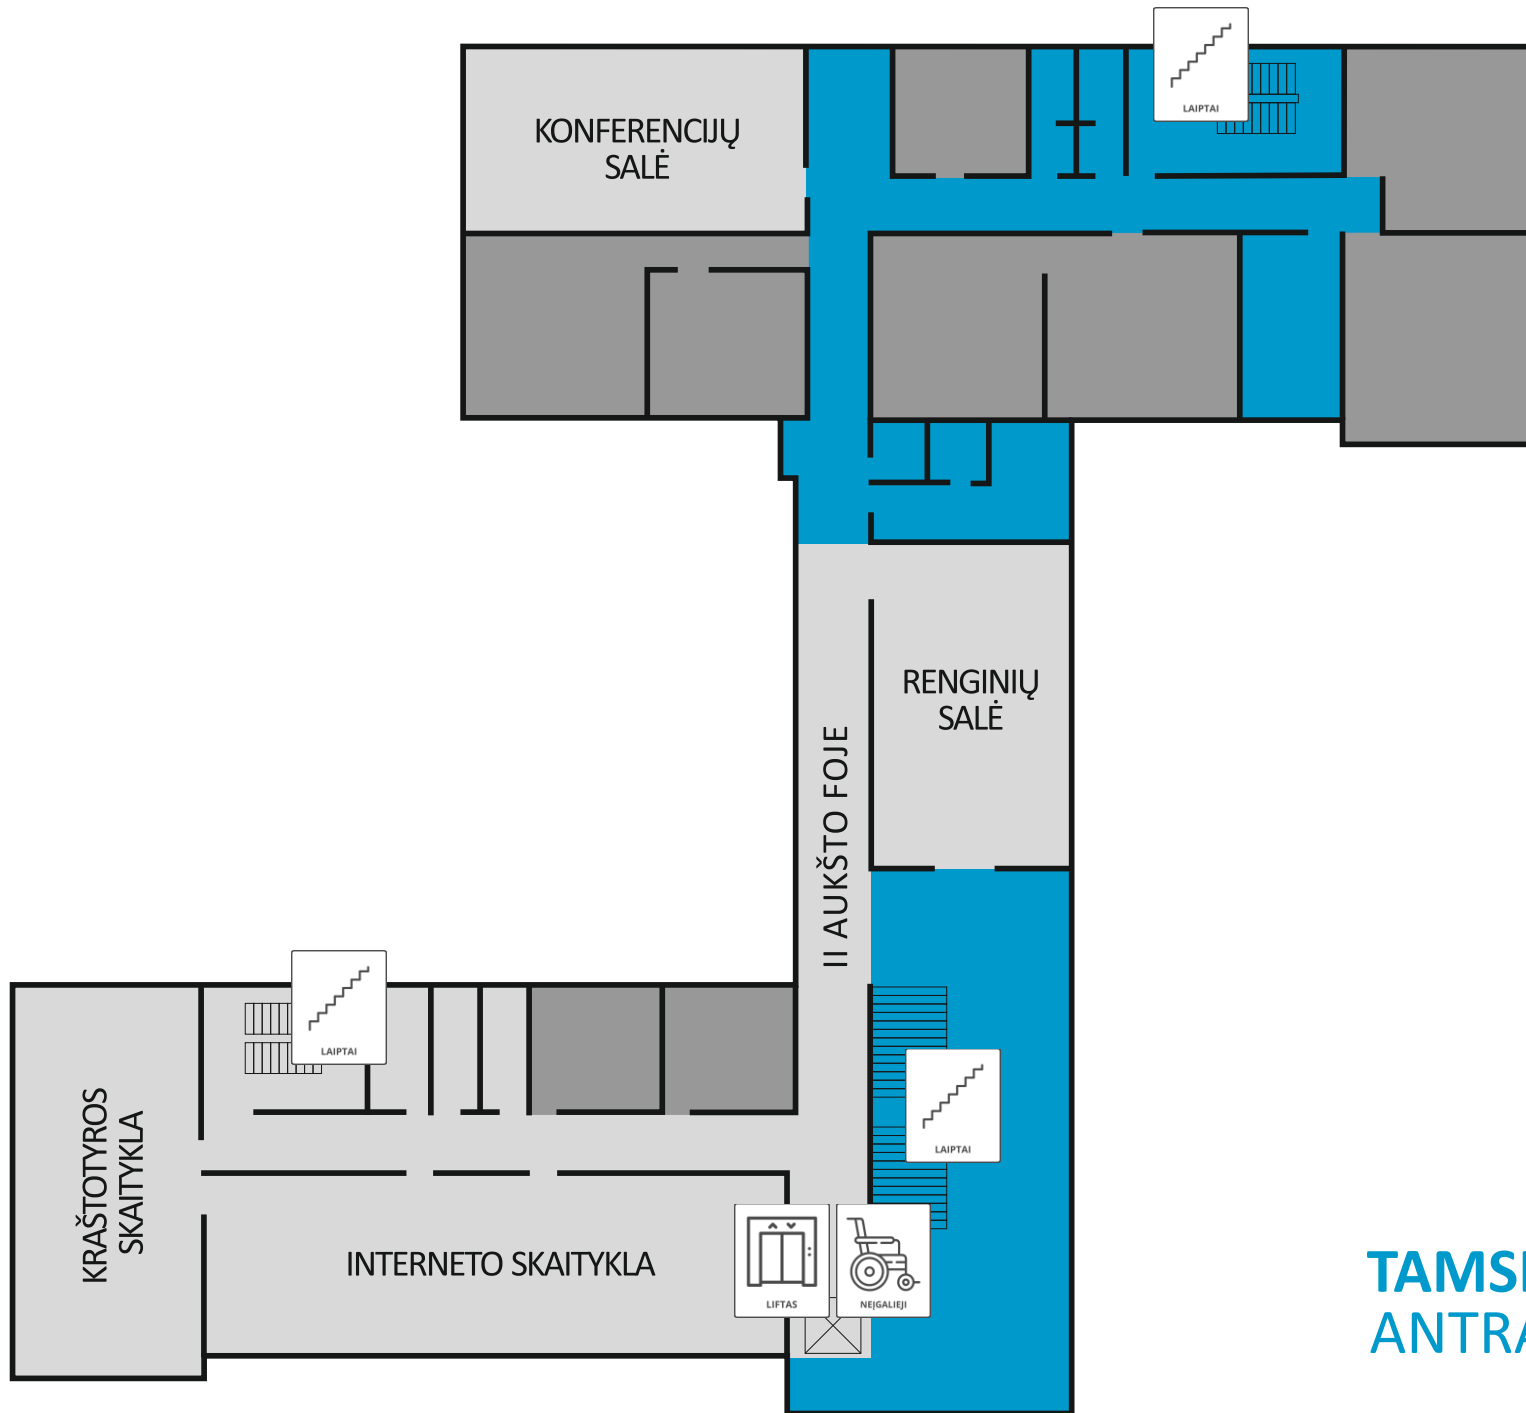 LAIPTAI
KONFERENCIJŲ
SALĖ
RENGINIŲ
SALĖ
II AUKŠTO FOJE
LAIPTAI
LAIPTAI
KRAŠTOTYROS
SKAITYKLA
INTERNETO SKAITYKLA
LIFTAS
NEĮGALIEJI